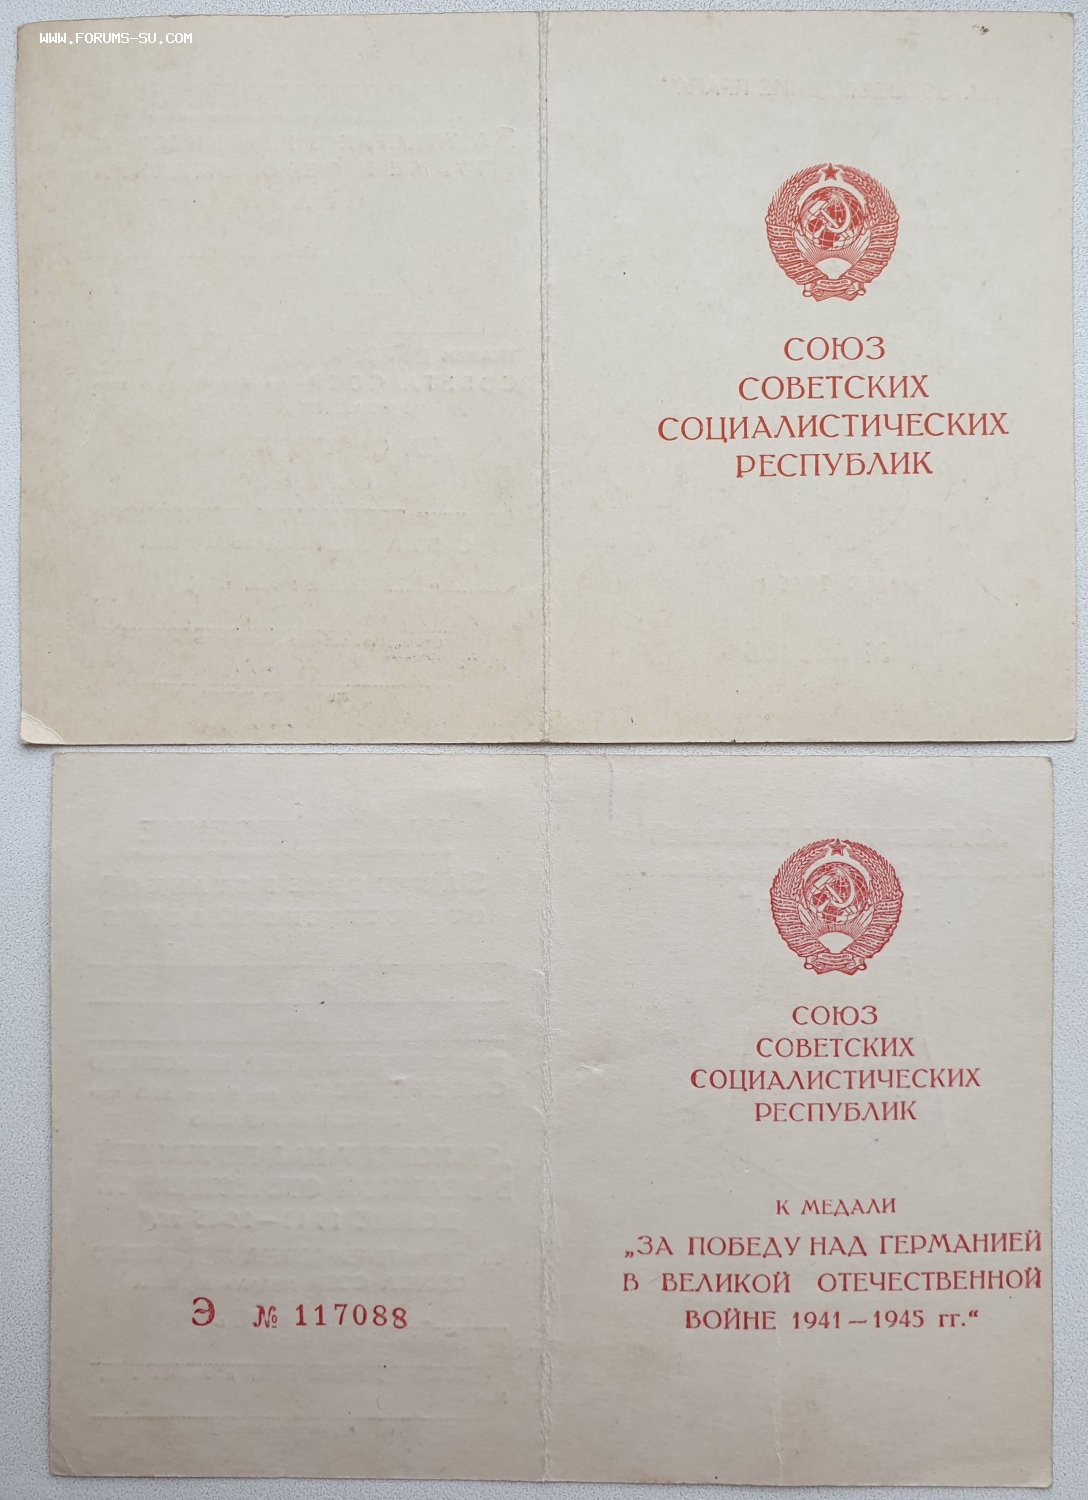 WWW.FORUMS-SU.COM
СОЮЗ
СОВЕТСКИХ
СОЦИАЛИСТИЧЕСКИХ
РЕСПУБЛИК
СОЮЗ
СОВЕТСКИХ
СОЦИАЛИСТИЧЕСКИХ
РЕСПУБЛИК
К МЕДАЛИ
„ЗА ПОБЕДУ НАД ГЕРМАНИЕЙ
В ВЕЛИКОЙ ОТЕЧЕСТВЕННОЙ
ВОЙНЕ 1941—1945 гг.“
Э № 117088